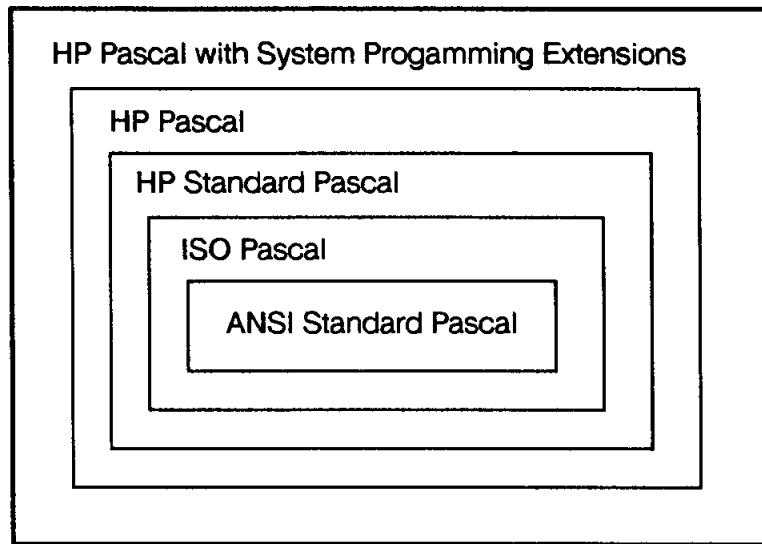 HP Pascal with System Progamming Extensions
HP Pascal
HP Standard Pascal
ISO Pascal
ANSI Standard Pascal